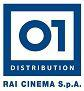 01
DISTRIBUTION
RAI CINEMA S.p.A.